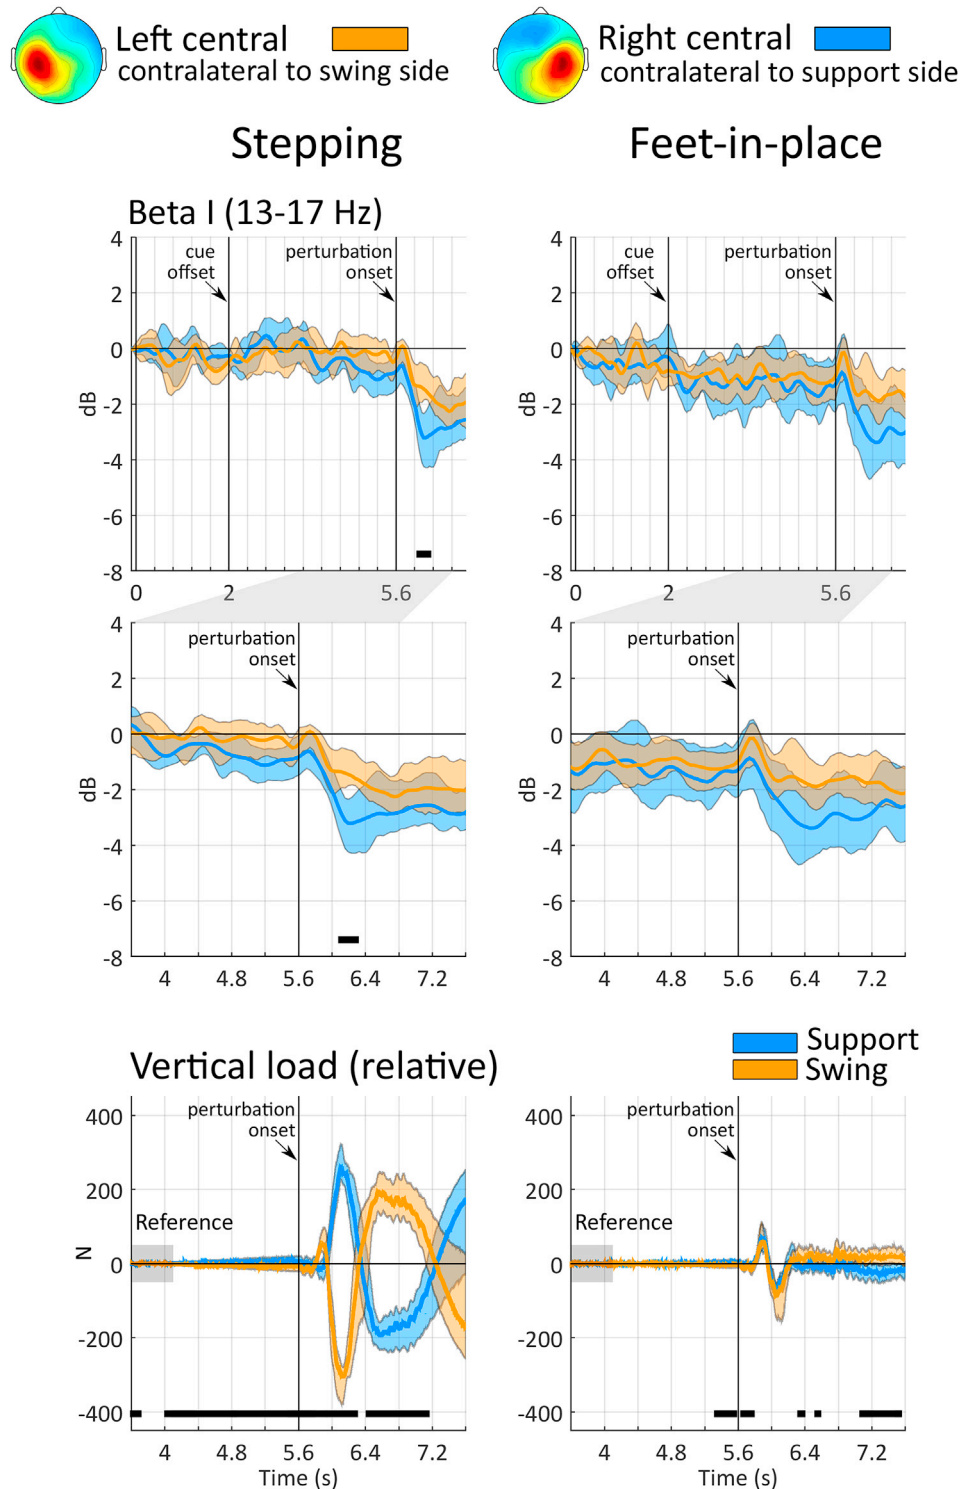 Left central
contralateral to swing side
Right central
contralateral to support side
Stepping
Feet-in-place
Beta I (13-17 Hz)
4
2
0
-2
-4
-6
-8
dB
cue
offset
perturbation
onset
0
2
5.6
4
2
0
-2
-4
-6
-8
dB
cue
offset
perturbation
onset
0
2
5.6
4
2
0
-2
-4
-6
-8
dB
perturbation
onset
4
4.8
5.6
6.4
7.2
4
2
0
-2
-4
-6
-8
dB
perturbation
onset
4
4.8
5.6
6.4
7.2
Vertical load (relative)
Support
Swing
400
200
0
-200
-400
N
perturbation
onset
Reference
4
4.8
5.6
6.4
7.2
Time (s)
400
200
0
-200
-400
perturbation
onset
Reference
4
4.8
5.6
6.4
7.2
Time (s)